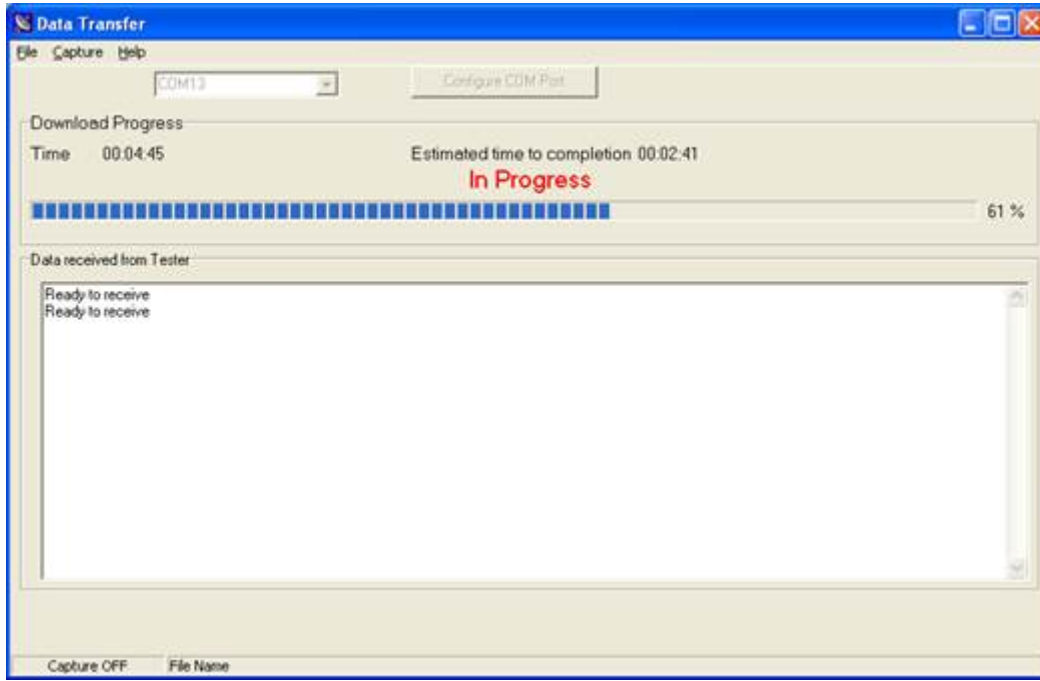 Data Transfer
File Capture Help
COM13 Configure COM Port
Download Progress
Time 00:04:45 Estimated time to completion 00:02:41
In Progress
61 %
Data received from Tester
Ready to receive
Ready to receive
Capture OFF File Name